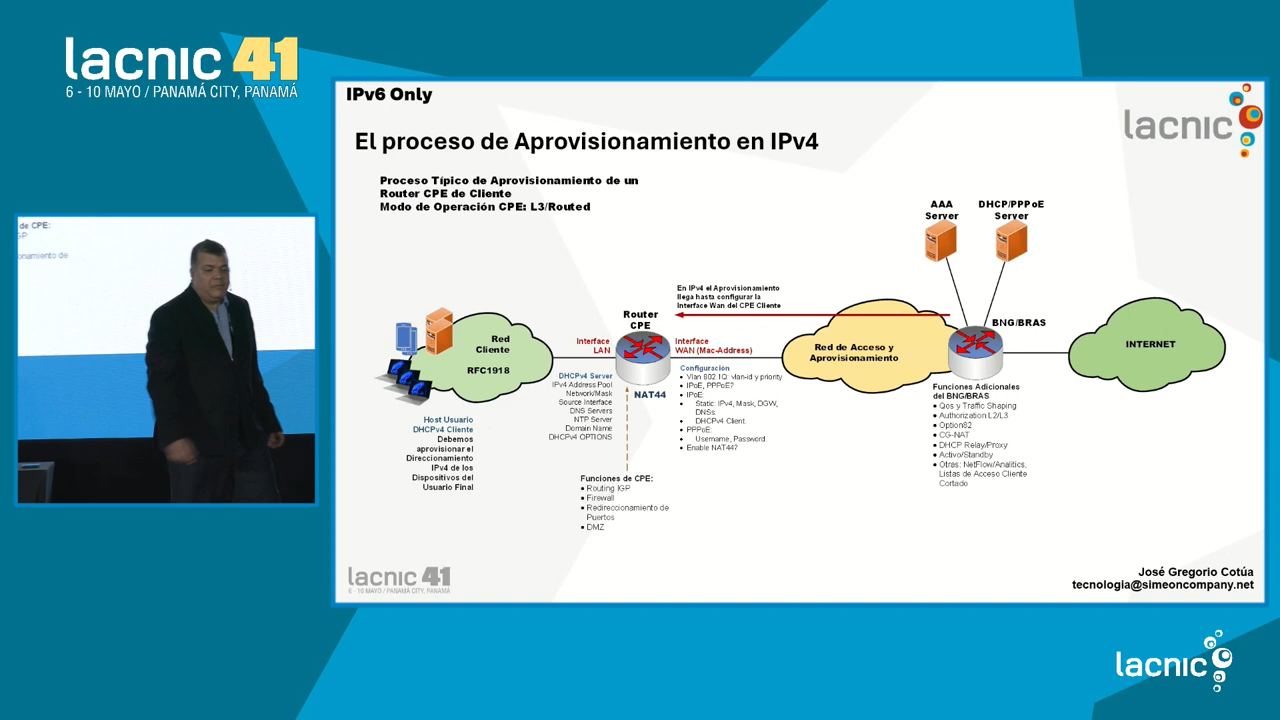 lacnic 41
6 - 10 MAYO / PANAMÁ CITY, PANAMÁ
de CPE:
GP
onamiento de
IPv6 Only
lacnic
El proceso de Aprovisionamiento en IPv4
Proceso Típico de Aprovisionamiento de un
Router CPE de Cliente
Modo de Operación CPE: L3/Routed
AAA
Server
DHCP/PPPoE
Server
En IPv4 el Aprovisionamiento
llega hasta configurar la
Interface Wan del CPE Cliente
Router
CPE
BNG/BRAS
Red
Cliente
RFC1918
Interface
LAN
Interface
WAN (Mac-Address)
Red de Acceso y
Aprovisionamiento
INTERNET
NAT44
DHCPv4 Server
IPv4 Address Pool
Network/Mask
Source Interface
DNS Servers
NTP Server
Domain Name
DHCPv4 OPTIONS
Configuración
• Vlan 802.1Q: vlan-id y priority
• IPoE, PPPoE?
• IPoE:
• Static: IPv4, Mask, DGW,
DNSs.
• DHCPv4 Client.
• PPPoE:
• Username, Password
• Enable NAT44?
Funciones Adicionales
del BNG/BRAS
• Qos y Traffic Shaping
• Authorization L2/L3
• Option82
• CG-NAT
• DHCP Relay/Proxy
• Activo/Standby
• Otras: NetFlow/Analitics,
Listas de Acceso Cliente
Cortado
Host Usuario
DHCPv4 Cliente
Debemos
aprovisionar el
Direccionamiento
IPv4 de los
Dispositivos del
Usuario Final
Funciones de CPE:
• Routing IGP
• Firewall
• Redireccionamiento de
Puertos
• DMZ
lacnic 41
6 - 10 MAYO / PANAMÁ CITY, PANAMÁ
José Gregorio Cotúa
tecnologia@simeoncompany.net
lacnic